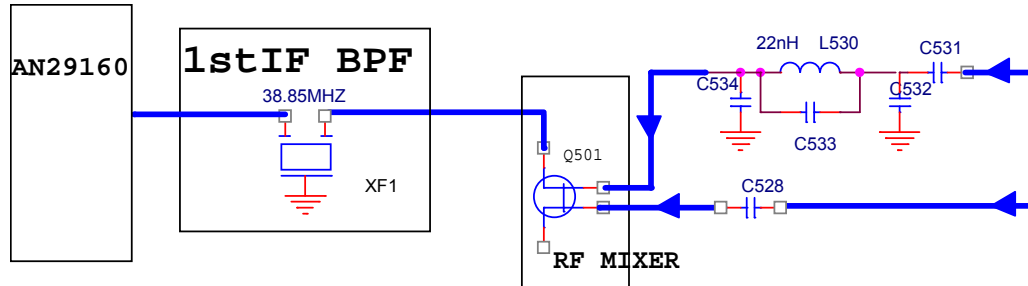 AN29160
1stIF BPF
38.85MHZ
XF1
Q501
RF MIXER
22nH L530
C531
C534
C532
C533
C528